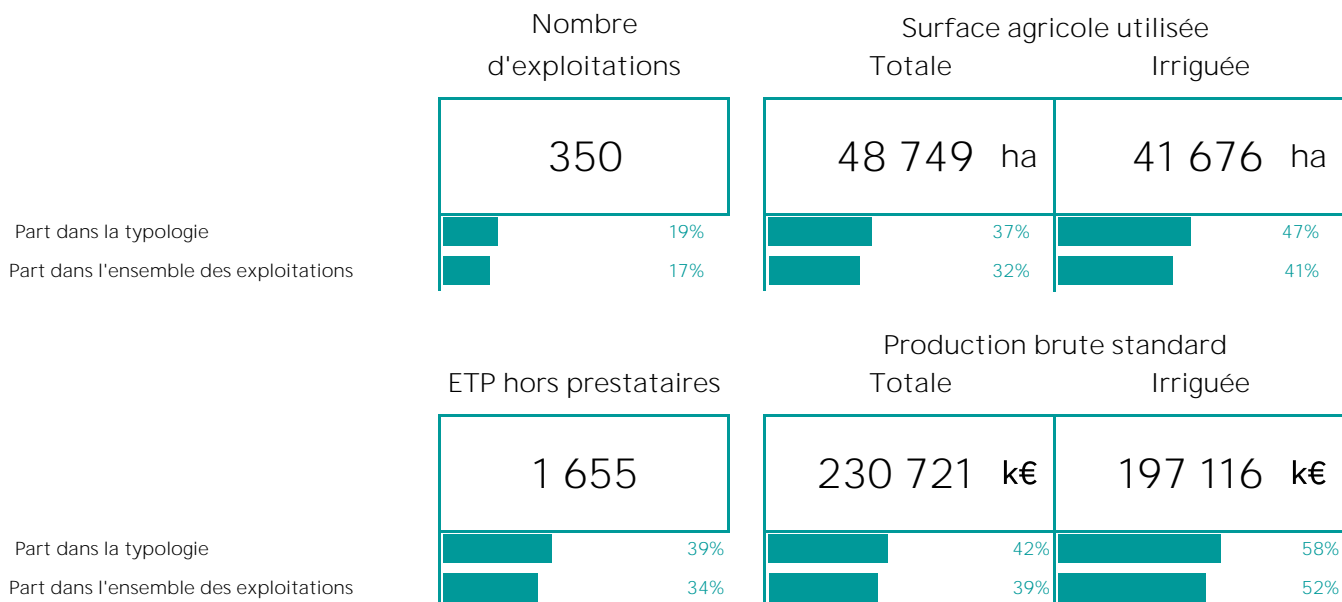 Nombre
d'exploitations
Surface agricole utilisée
Totale Irriguée
350 48 749 ha 41 676 ha
Part dans la typologie 19% 37% 47%
Part dans l'ensemble des exploitations 17% 32% 41%
Production brute standard
ETP hors prestataires Totale Irriguée
1 655 230 721 k€ 197 116 k€
Part dans la typologie 39% 42% 58%
Part dans l'ensemble des exploitations 34% 39% 52%